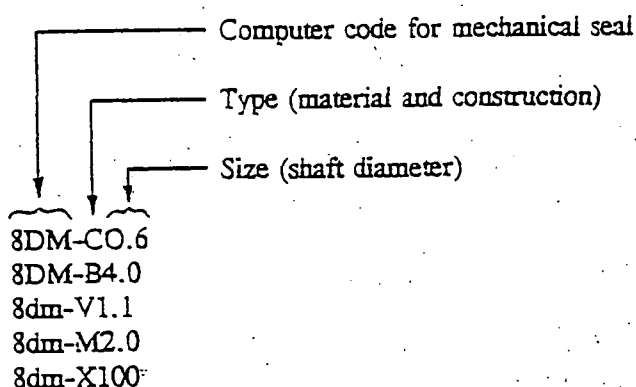 Computer code for mechanical seal
Type (material and construction)
Size (shaft diameter)
8DM-CO.6
8DM-B4.0
8dm-V1.1
8dm-M2.0
8dm-X100